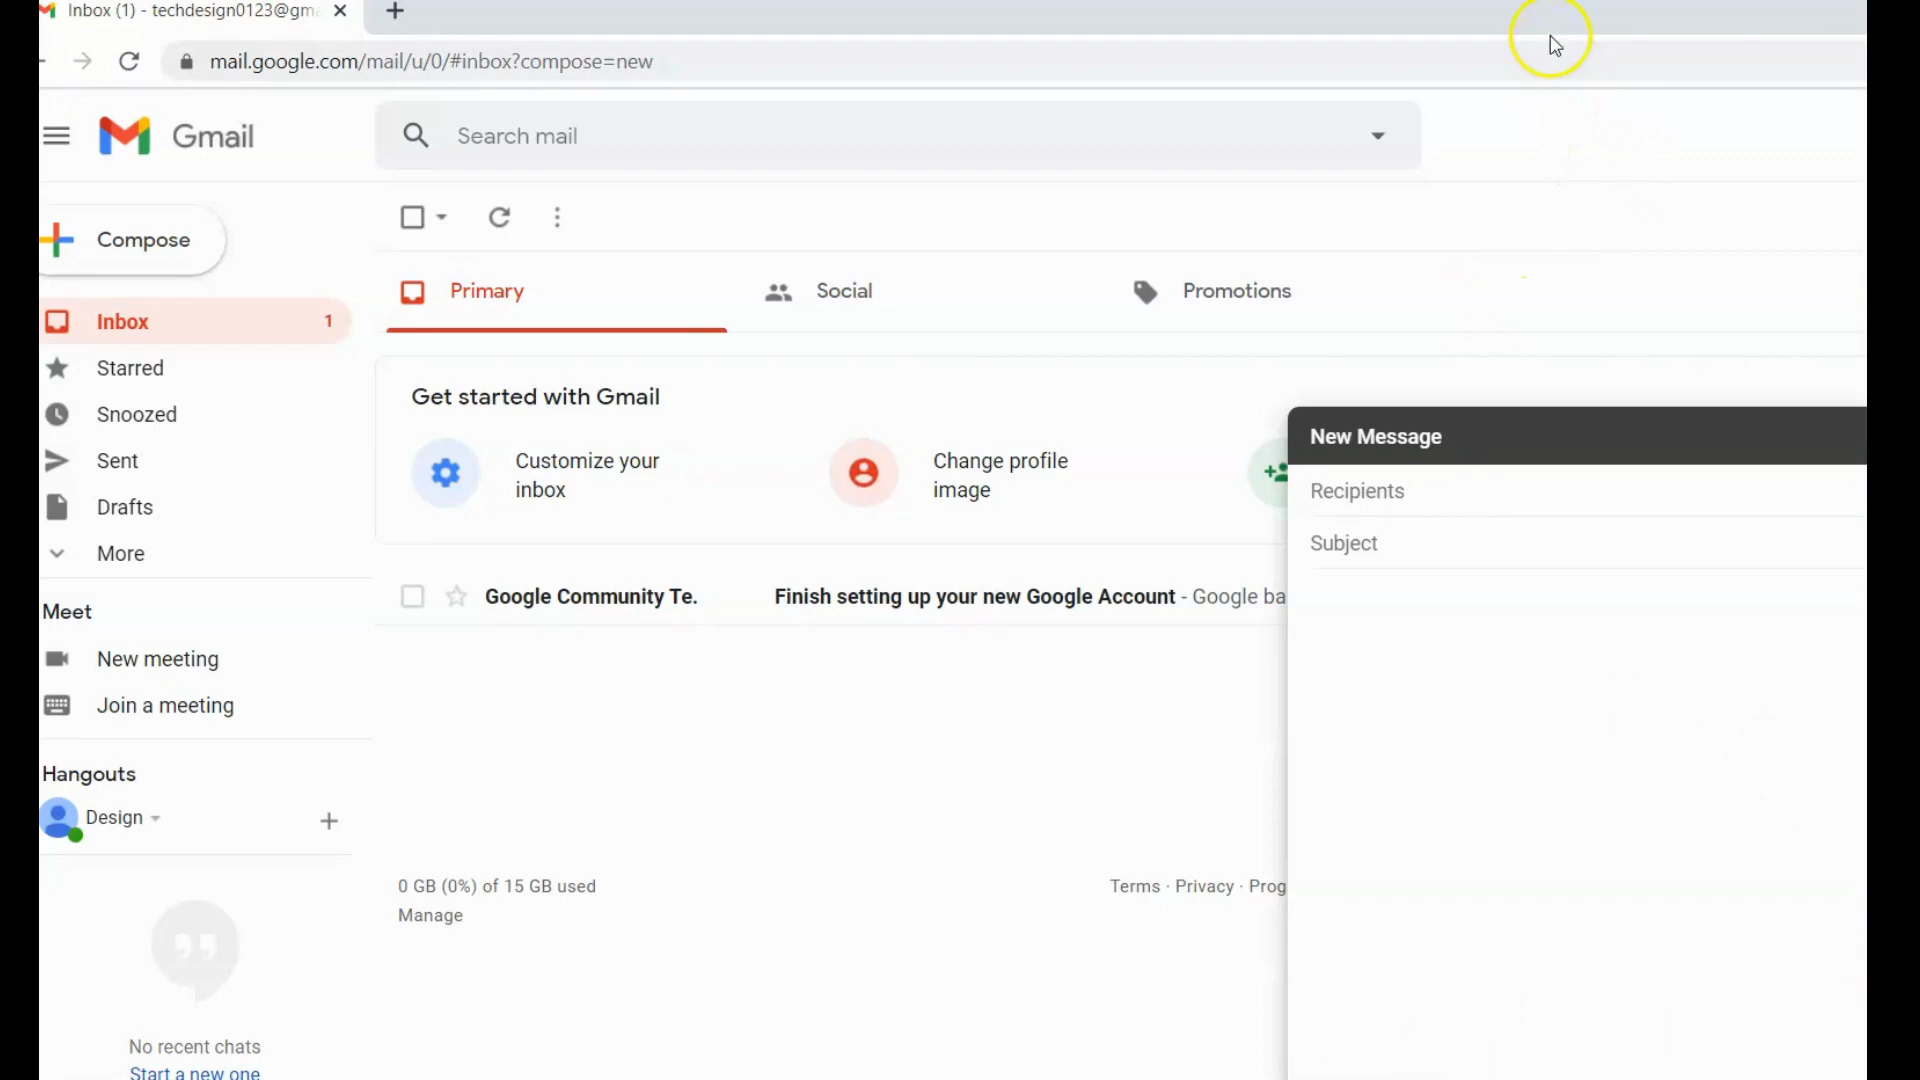 Inbox (1) - techdesign0123@gm
mail.google.com/mail/u/0/#inbox?compose=new
Gmail
Search mail
Compose
Primary
Social
Promotions
Inbox 1
Starred
Snoozed
Sent
Drafts
More
Get started with Gmail
Customize your
inbox
Change profile
image
New Message
Recipients
Subject
Google Community Te. Finish setting up your new Google Account - Google ba
Meet
New meeting
Join a meeting
Hangouts
Design
0 GB (0%) of 15 GB used
Manage
Terms · Privacy · Prog
No recent chats
Start a new one